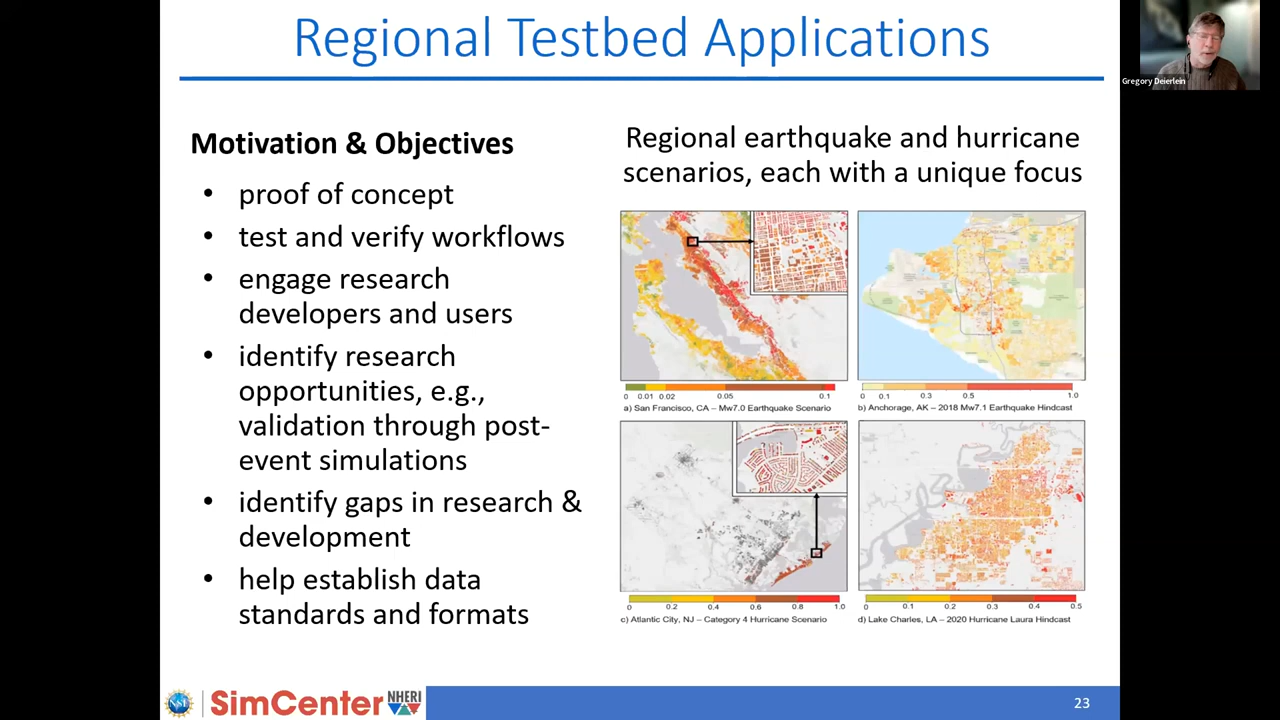 Regional Testbed Applications
Gregory Deierlein
Motivation & Objectives
• proof of concept
• test and verify workflows
• engage research
developers and users
• identify research
opportunities, e.g.,
validation through post-
event simulations
• identify gaps in research &
development
• help establish data
standards and formats
Regional earthquake and hurricane
scenarios, each with a unique focus
0 0.01 0.02 0.05 0.1
a) San Francisco, CA – Mw7.0 Earthquake Scenario
0 0.1 0.3 0.5 1.0
b) Anchorage, AK – 2018 Mw7.1 Earthquake Hindcast
0 0.2 0.4 0.6 0.8 1.0
c) Atlantic City, NJ – Category 4 Hurricane Scenario
0 0.1 0.2 0.3 0.4 0.5
d) Lake Charles, LA – 2020 Hurricane Laura Hindcast
NSF
SimCenter
NHERI
23